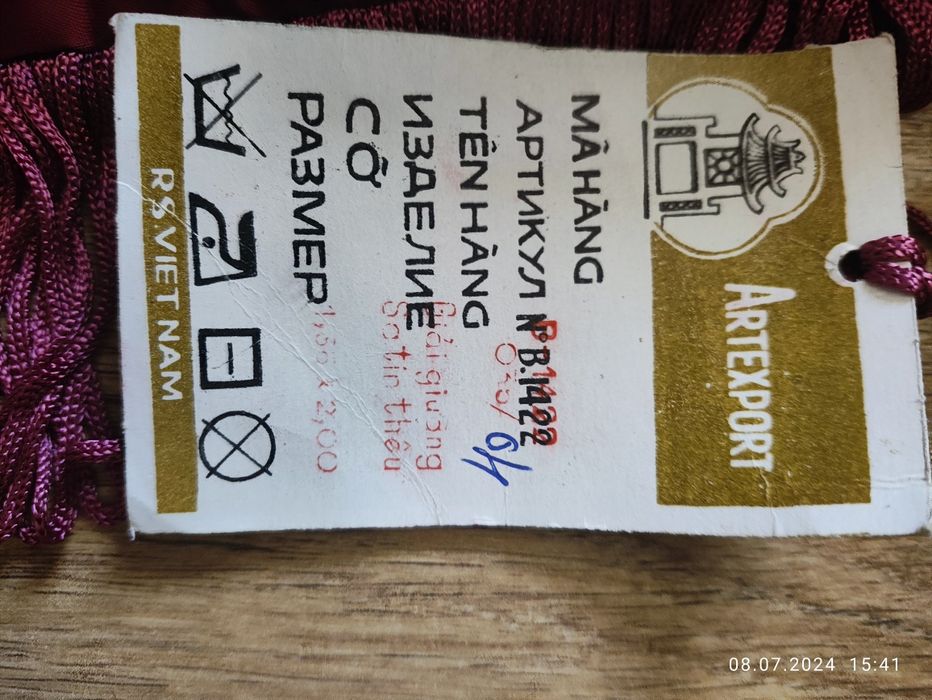 ARTEXPORT
MÃ HÀNG
АРТИКУЛ № B.1422
TÊN HÀNG
ИЗДЕЛИЕ
Satin thêu
CỠ
РАЗМЕР
RS VIET NAM
08.07.2024 15:41